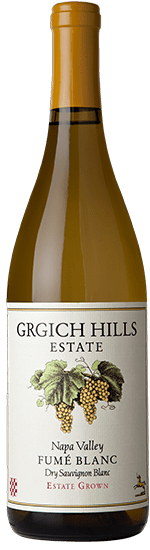 GRGICH HILLS
ESTATE
Napa Valley
FUMÉ BLANC
Dry Sauvignon Blanc
ESTATE GROWN